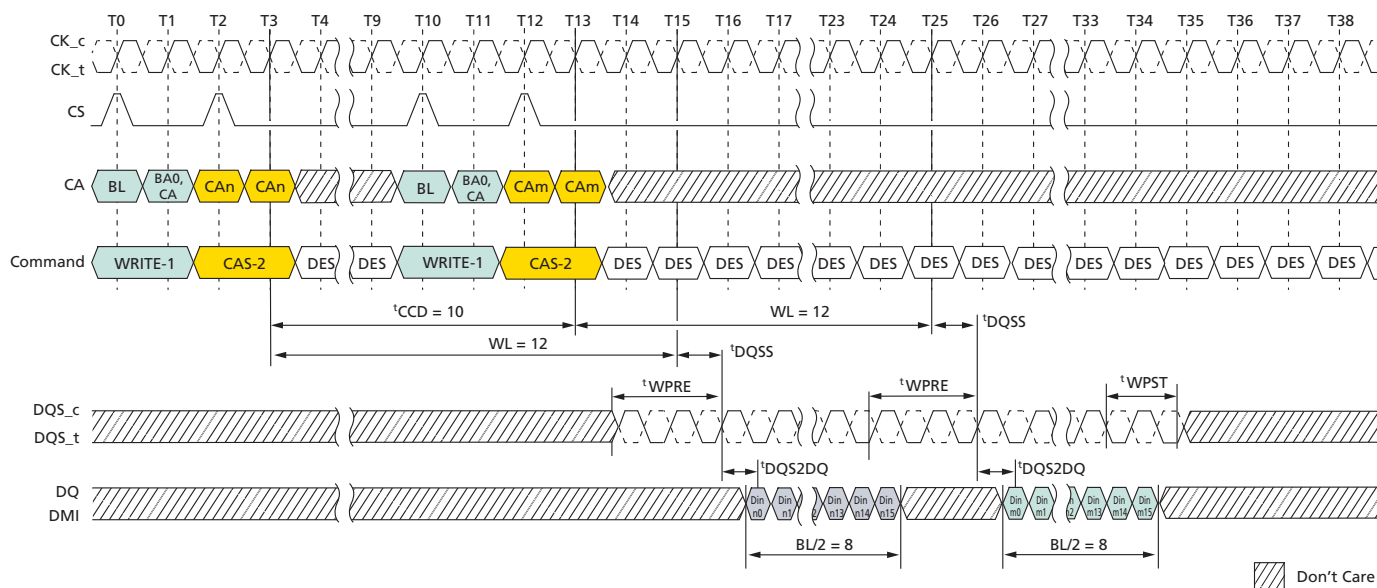 T0 T1 T2 T3 T4 T9 T10 T11 T12 T13 T14 T15 T16 T17 T23 T24 T25 T26 T27 T33 T34 T35 T36 T37 T38
CK_c
CK_t
CS
CA BL BA0, CA CAn CAn BL BA0, CA CAm CAm
Command WRITE-1 CAS-2 DES DES WRITE-1 CAS-2 DES DES DES DES DES DES DES DES DES DES DES DES DES DES DES
tCCD = 10 WL = 12 tDQSS
WL = 12 tDQSS
tWPRE tWPRE tWPST
DQS_c
DQS_t
tDQS2DQ tDQS2DQ
DQ
DMI
Din n0 Din n1 2 Din n13 Din n14 Din n15 Din m0 Din m1 n2 Din m13 Din m14 Din m15
BL/2 = 8 BL/2 = 8
Don't Care